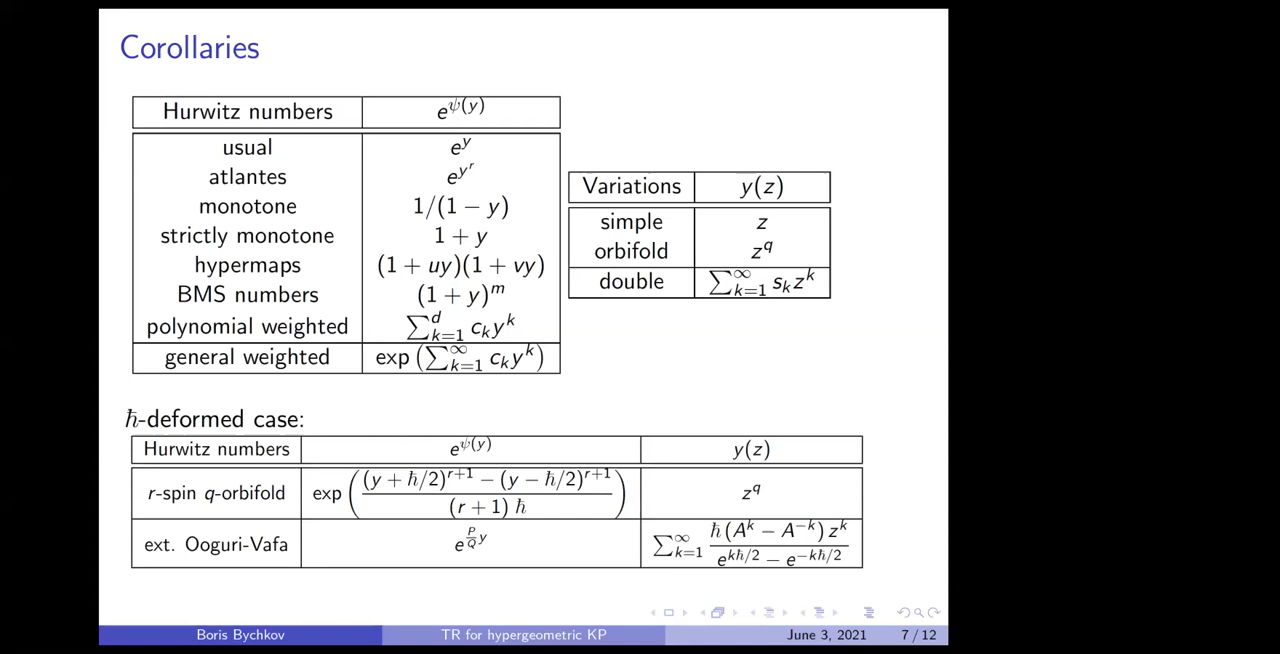 Corollaries
Hurwitz numbers e^{ψ(y)}
usual e^y
atlantes e^{y^r}
monotone 1/(1 − y)
strictly monotone 1 + y
hypermaps (1 + uy)(1 + vy)
BMS numbers (1 + y)^m
polynomial weighted ∑_{k=1}^{d} c_k y^k
general weighted exp (∑_{k=1}^{∞} c_k y^k)
Variations y(z)
simple z
orbifold z^q
double ∑_{k=1}^{∞} s_k z^k
ℏ-deformed case:
Hurwitz numbers e^{ψ(y)} y(z)
r-spin q-orbifold exp (((y + ℏ/2)^{r+1} − (y − ℏ/2)^{r+1}) / ((r + 1) ℏ)) z^q
ext. Ooguri-Vafa e^{\frac{P}{Q}y} ∑_{k=1}^{∞} (ℏ (A^k − A^{−k}) z^k) / (e^{kℏ/2} − e^{−kℏ/2})
Boris Bychkov TR for hypergeometric KP June 3, 2021 7 / 12